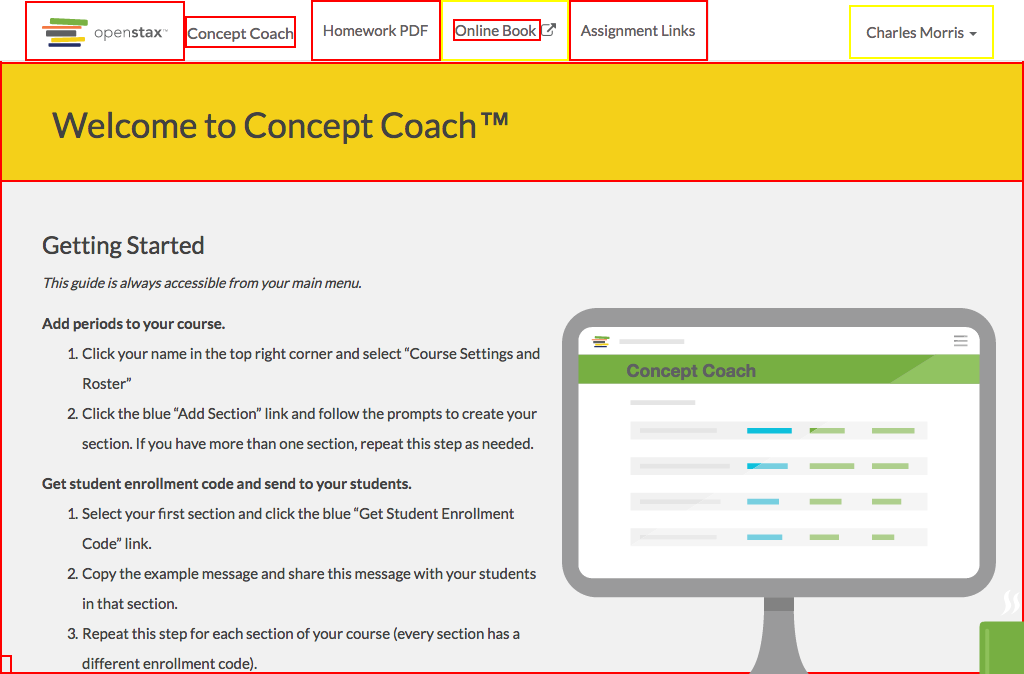 openstax™ Concept Coach Homework PDF Online Book Assignment Links Charles Morris
Welcome to Concept Coach™
Getting Started
This guide is always accessible from your main menu.
Add periods to your course.
1. Click your name in the top right corner and select “Course Settings and
Roster”
2. Click the blue “Add Section” link and follow the prompts to create your
section. If you have more than one section, repeat this step as needed.
Get student enrollment code and send to your students.
1. Select your first section and click the blue “Get Student Enrollment
Code” link.
2. Copy the example message and share this message with your students
in that section.
3. Repeat this step for each section of your course (every section has a
different enrollment code).
Concept Coach